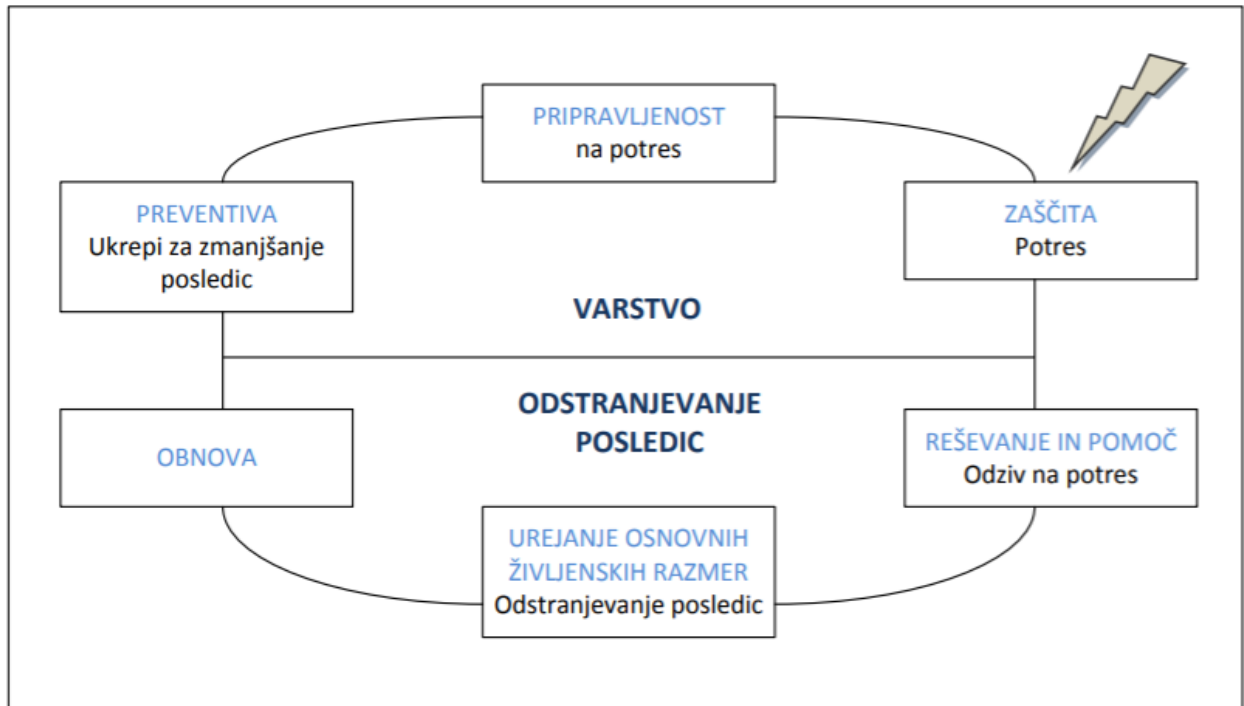 PRIPRAVLJENOST
na potres
PREVENTIVA
Ukrepi za zmanjšanje
posledic
ZAŠČITA
Potres
VARSTVO
ODSTRANJEVANJE
POSLEDIC
OBNOVA
REŠEVANJE IN POMOČ
Odziv na potres
UREJANJE OSNOVNIH
ŽIVLJENSKIH RAZMER
Odstranjevanje posledic